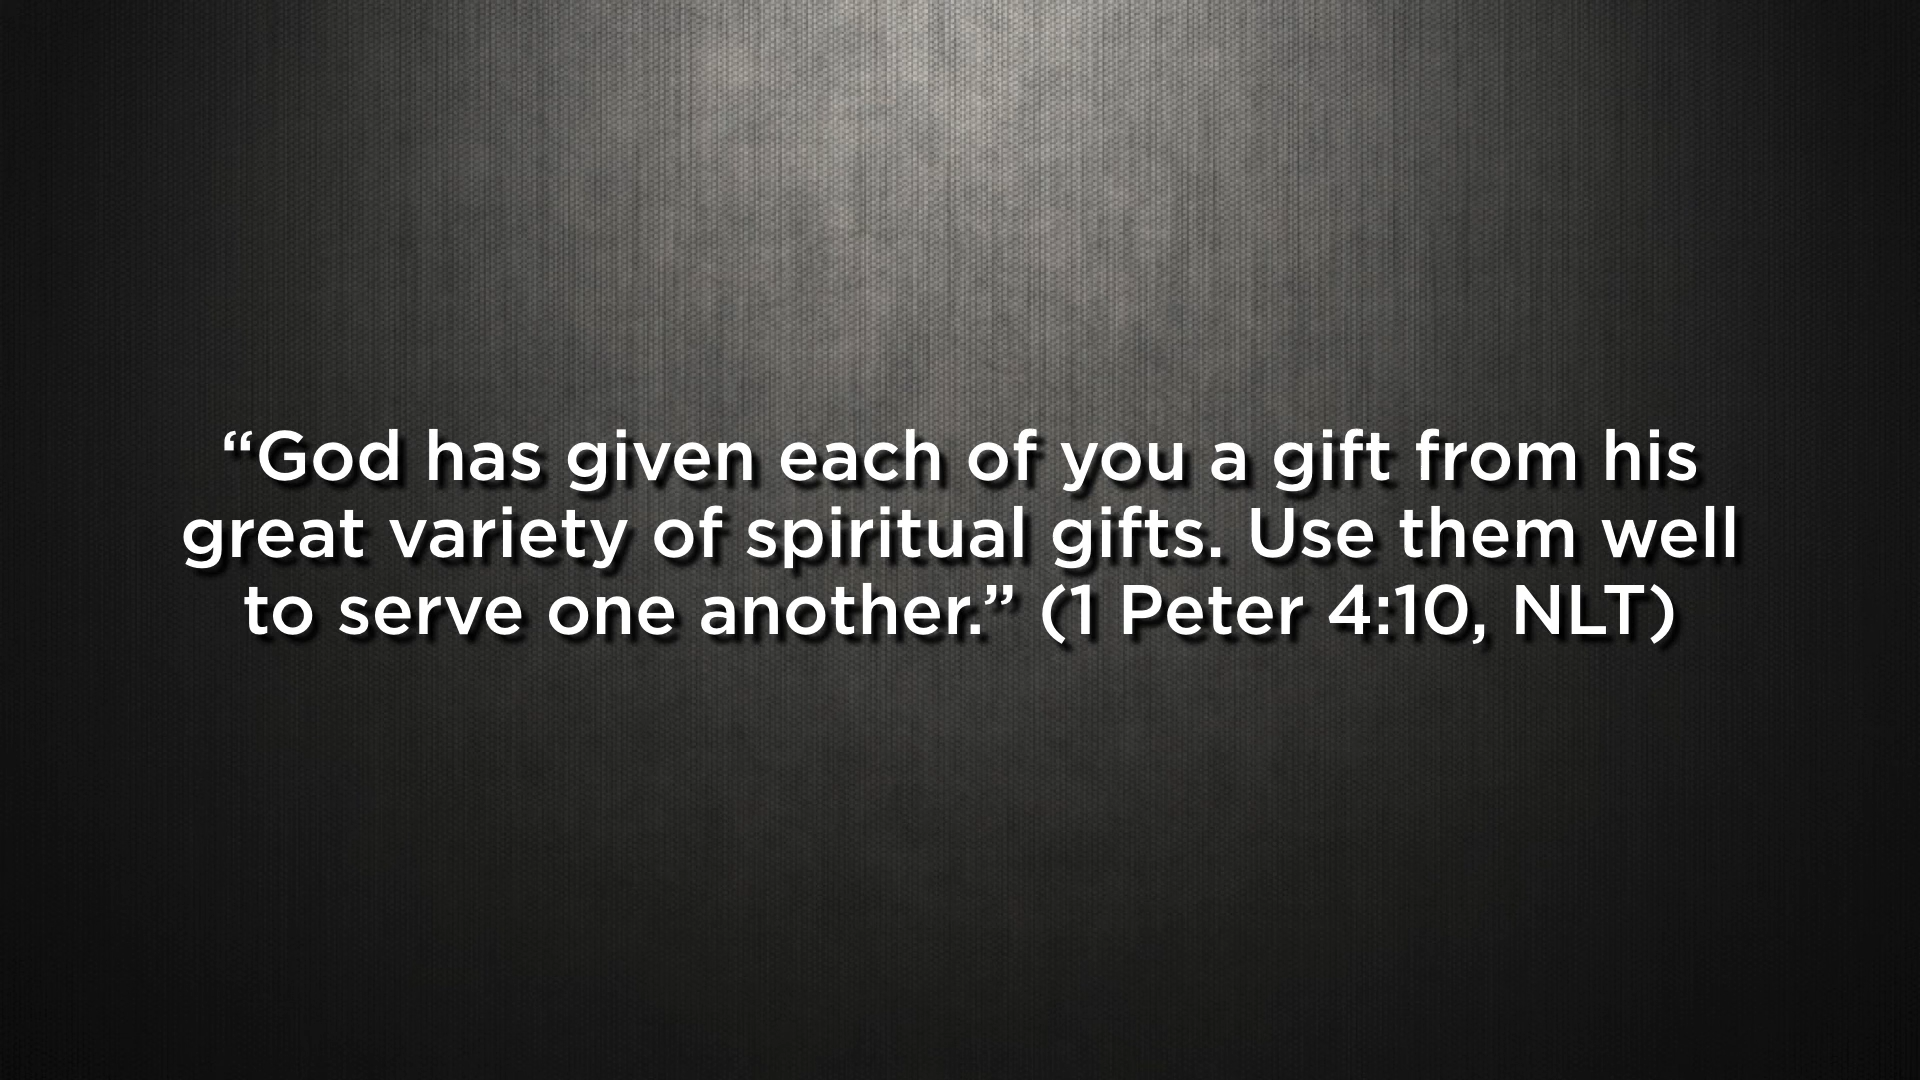 “God has given each of you a gift from his
great variety of spiritual gifts. Use them well
to serve one another.” (1 Peter 4:10, NLT)